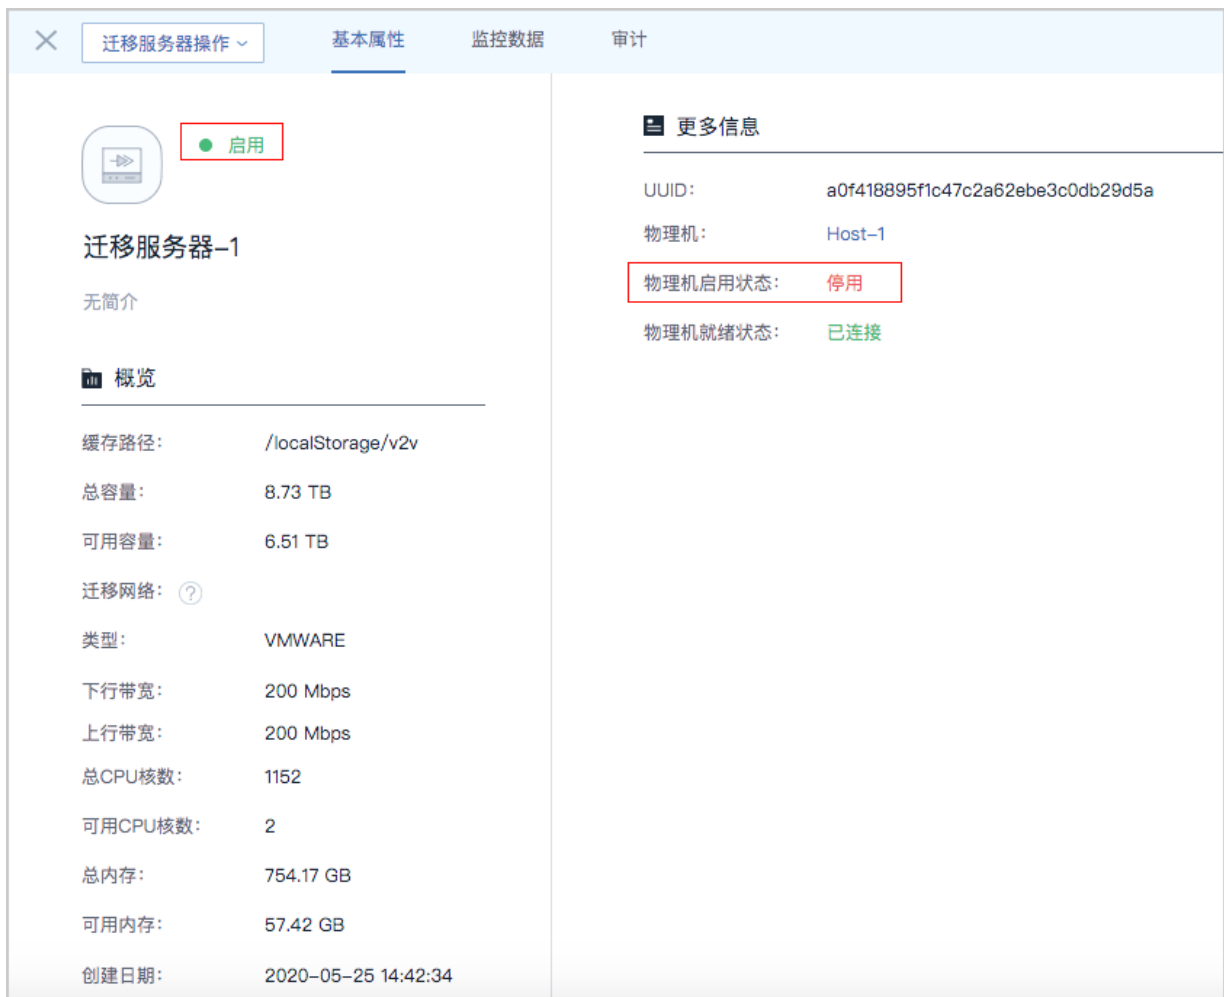 迁移服务器操作
基本属性
监控数据
审计
启用
迁移服务器-1
无简介
概览
缓存路径: /localStorage/v2v
总容量: 8.73 TB
可用容量: 6.51 TB
迁移网络: ?
类型: VMWARE
下行带宽: 200 Mbps
上行带宽: 200 Mbps
总CPU核数: 1152
可用CPU核数: 2
总内存: 754.17 GB
可用内存: 57.42 GB
创建日期: 2020-05-25 14:42:34
更多信息
UUID: a0f418895f1c47c2a62ebe3c0db29d5a
物理机: Host-1
物理机启用状态: 停用
物理机就绪状态: 已连接